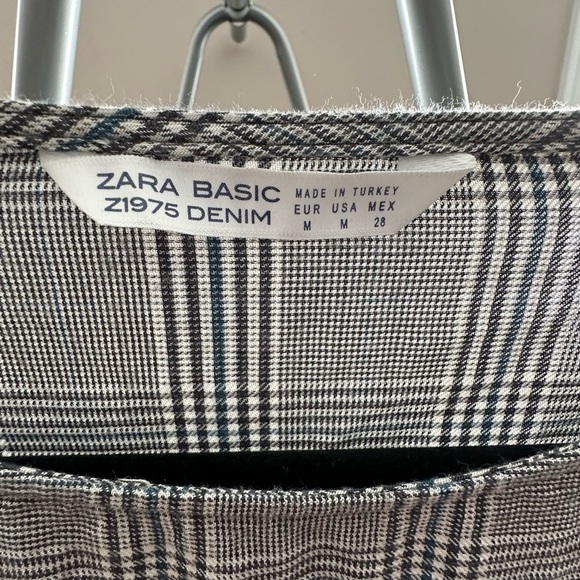 ZARA BASIC
Z1975 DENIM
MADE IN TURKEY
EUR USA MEX
M M 28